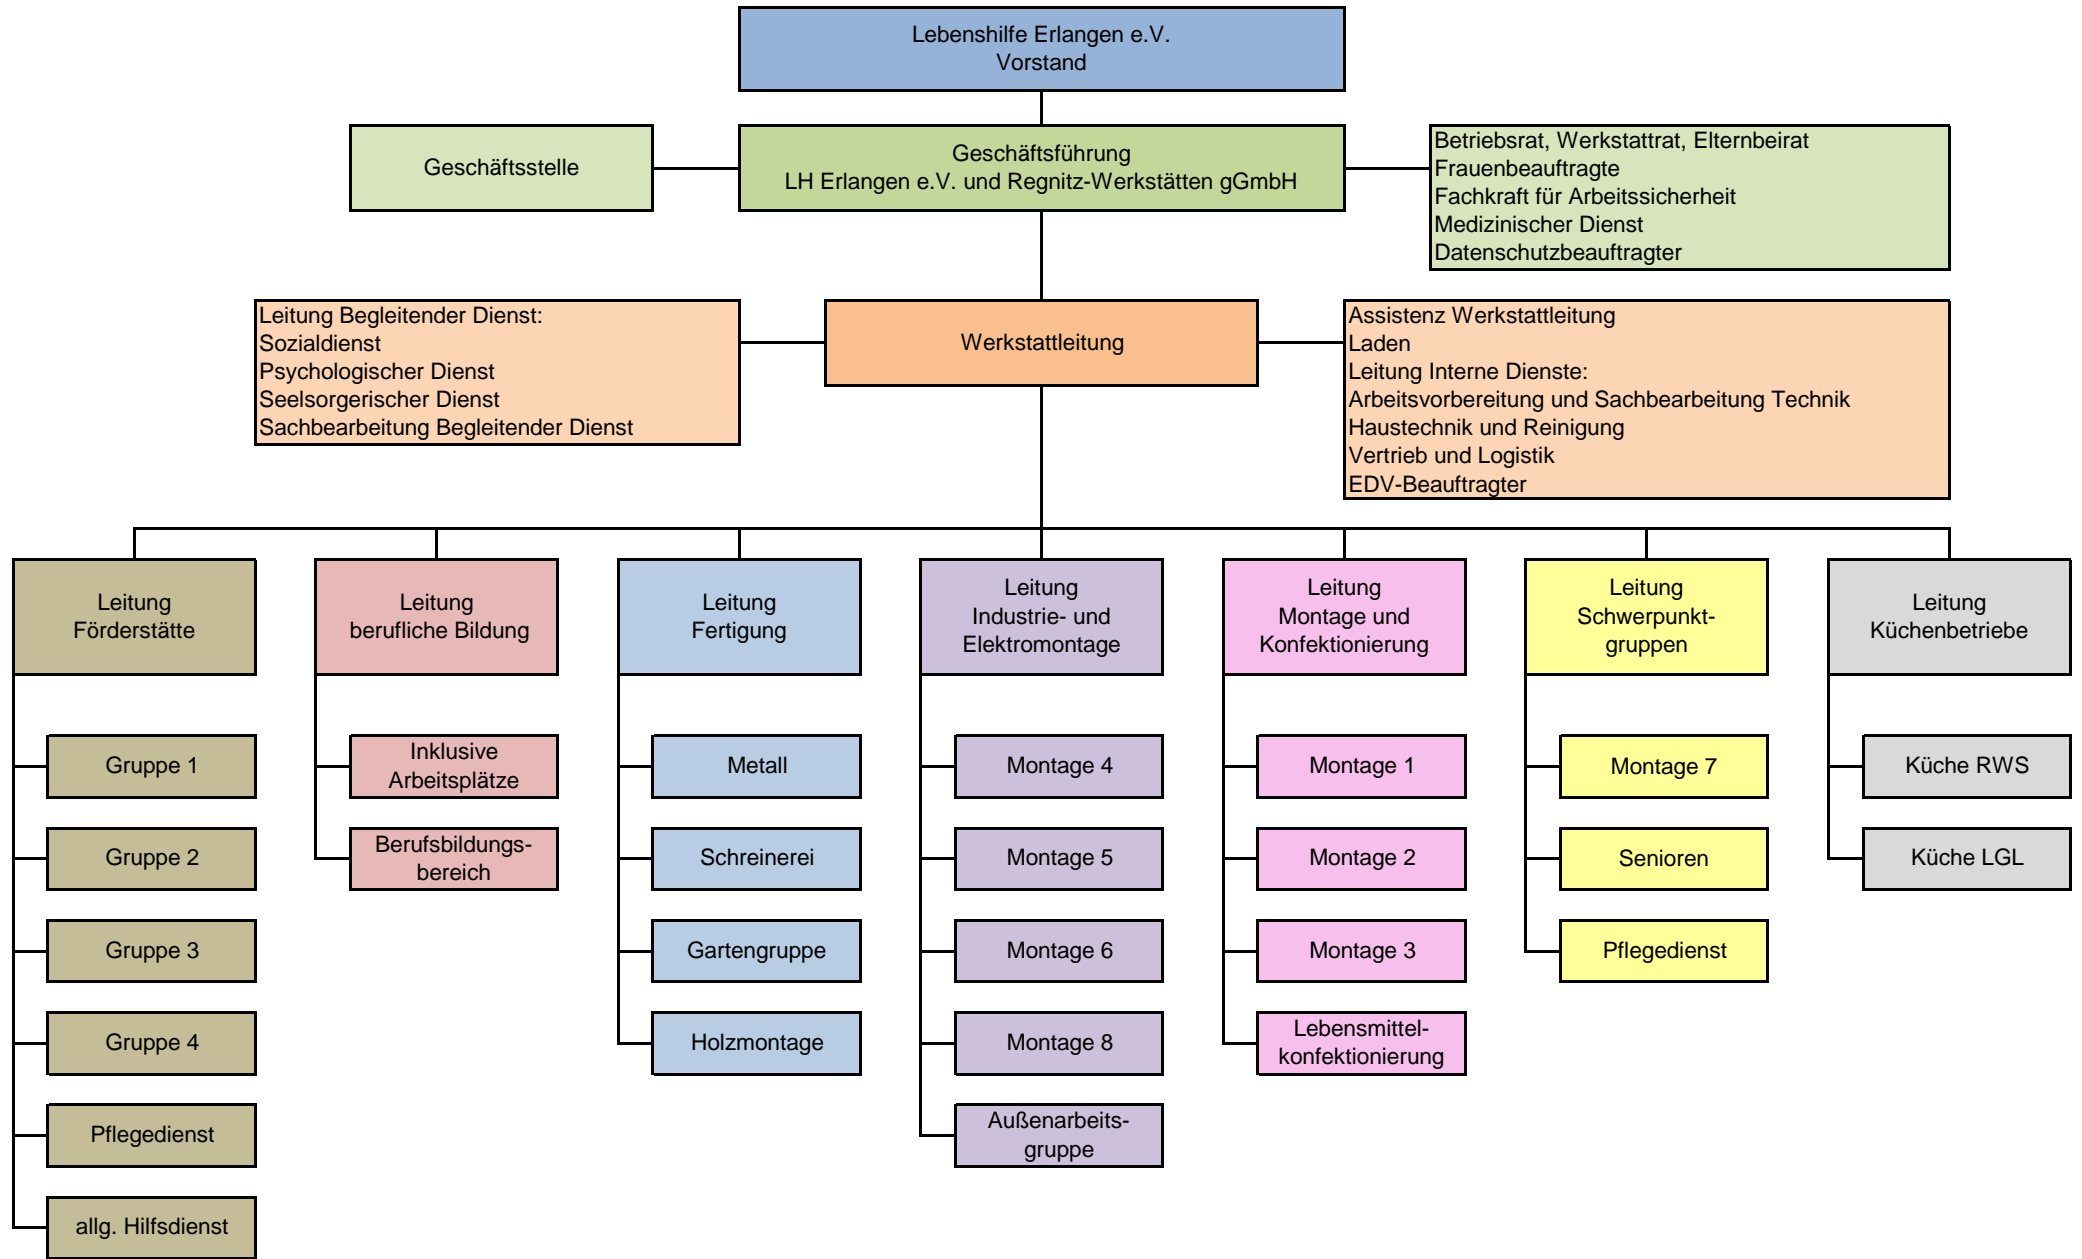 Lebenshilfe Erlangen e.V.
Vorstand
Geschäftsstelle
Geschäftsführung
LH Erlangen e.V. und Regnitz-Werkstätten gGmbH
Betriebsrat, Werkstattrat, Elternbeirat
Frauenbeauftragte
Fachkraft für Arbeitssicherheit
Medizinischer Dienst
Datenschutzbeauftragter
Leitung Begleitender Dienst:
Sozialdienst
Psychologischer Dienst
Seelsorgerischer Dienst
Sachbearbeitung Begleitender Dienst
Werkstattleitung
Assistenz Werkstattleitung
Laden
Leitung Interne Dienste:
Arbeitsvorbereitung und Sachbearbeitung Technik
Haustechnik und Reinigung
Vertrieb und Logistik
EDV-Beauftragter
Leitung
Förderstätte
Gruppe 1
Gruppe 2
Gruppe 3
Gruppe 4
Pflegedienst
allg. Hilfsdienst
Leitung
berufliche Bildung
Inklusive
Arbeitsplätze
Berufsbildungs-
bereich
Leitung
Fertigung
Metall
Schreinerei
Gartengruppe
Holzmontage
Leitung
Industrie- und
Elektromontage
Montage 4
Montage 5
Montage 6
Montage 8
Außenarbeits-
gruppe
Leitung
Montage und
Konfektionierung
Montage 1
Montage 2
Montage 3
Lebensmittel-
konfektionierung
Leitung
Schwerpunkt-
gruppen
Montage 7
Senioren
Pflegedienst
Leitung
Küchenbetriebe
Küche RWS
Küche LGL